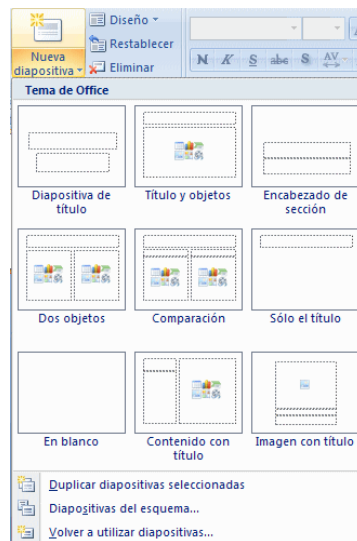 Nueva
diapositiva
Diseño
Restablecer
Eliminar
N K S abe S AV
Tema de Office
Diapositiva de
título
Título y objetos
Encabezado de
sección
Dos objetos
Comparación
Sólo el título
En blanco
Contenido con
título
Imagen con título
Duplicar diapositivas seleccionadas
Diapositivas del esquema...
Volver a utilizar diapositivas...